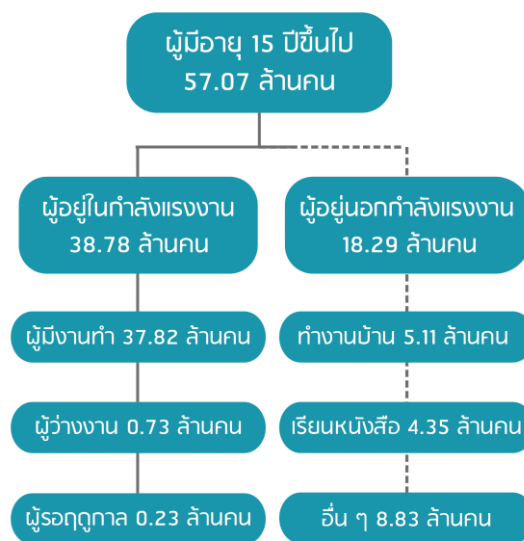 ผู้มีอายุ 15 ปีขึ้นไป
57.07 ล้านคน
ผู้อยู่ในกำลังแรงงาน
38.78 ล้านคน
ผู้อยู่นอกกำลังแรงงาน
18.29 ล้านคน
ผู้มีงานทำ 37.82 ล้านคน
ทำงานบ้าน 5.11 ล้านคน
ผู้ว่างงาน 0.73 ล้านคน
เรียนหนังสือ 4.35 ล้านคน
ผู้รอฤดูกาล 0.23 ล้านคน
อื่น ๆ 8.83 ล้านคน